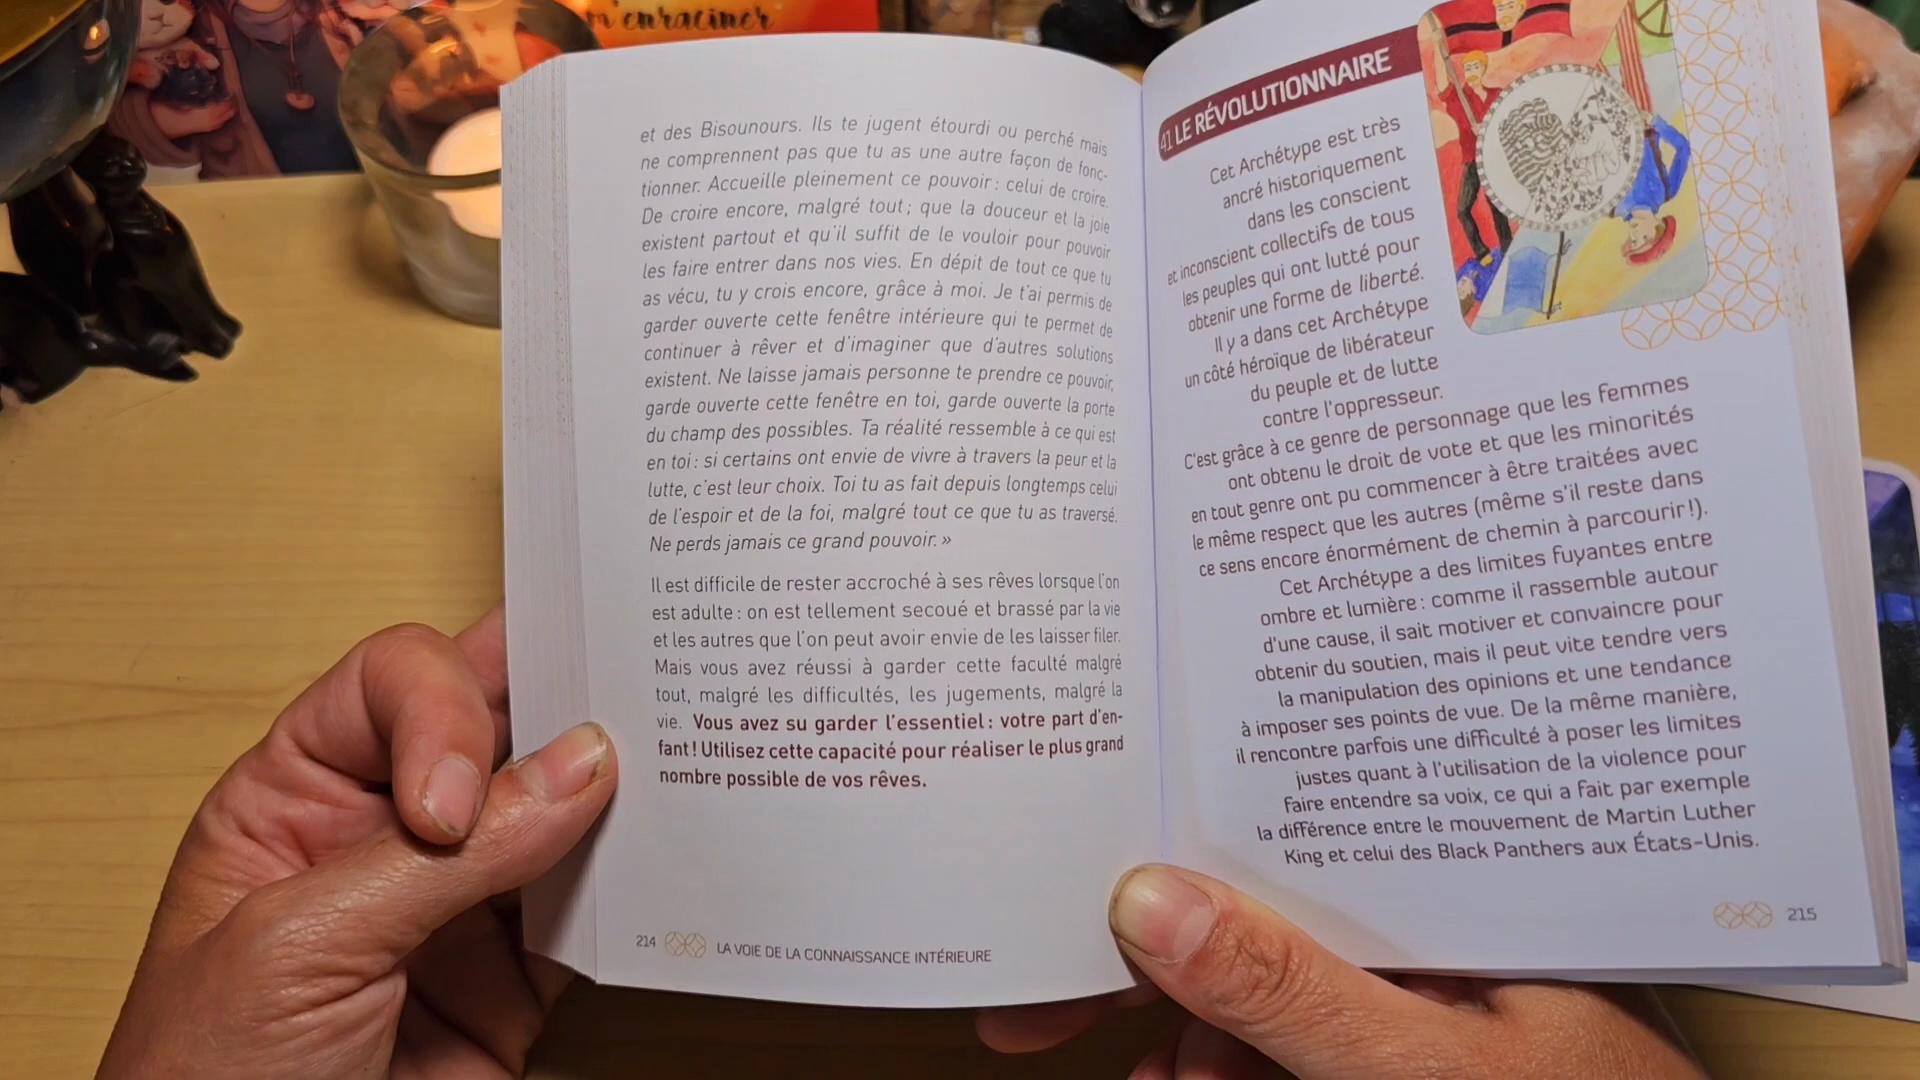 m'enraciner
et des Bisounours. Ils te jugent étourdi ou perché mais
ne comprennent pas que tu as une autre façon de fonc-
tionner. Accueille pleinement ce pouvoir : celui de croire.
De croire encore, malgré tout ; que la douceur et la joie
existent partout et qu'il suffit de le vouloir pour pouvoir
les faire entrer dans nos vies. En dépit de tout ce que tu
as vécu, tu y crois encore, grâce à moi. Je t'ai permis de
garder ouverte cette fenêtre intérieure qui te permet de
continuer à rêver et d'imaginer que d'autres solutions
existent. Ne laisse jamais personne te prendre ce pouvoir,
garde ouverte cette fenêtre en toi, garde ouverte la porte
du champ des possibles. Ta réalité ressemble à ce qui est
en toi : si certains ont envie de vivre à travers la peur et la
lutte, c'est leur choix. Toi tu as fait depuis longtemps celui
de l'espoir et de la foi, malgré tout ce que tu as traversé.
Ne perds jamais ce grand pouvoir. »
Il est difficile de rester accroché à ses rêves lorsque l'on
est adulte : on est tellement secoué et brassé par la vie
et les autres que l'on peut avoir envie de les laisser filer.
Mais vous avez réussi à garder cette faculté malgré
tout, malgré les difficultés, les jugements, malgré la
vie. Vous avez su garder l'essentiel : votre part d'en-
fant ! Utilisez cette capacité pour réaliser le plus grand
nombre possible de vos rêves.
214 LA VOIE DE LA CONNAISSANCE INTÉRIEURE
41 LE RÉVOLUTIONNAIRE
Cet Archétype est très
ancré historiquement
dans les conscient
et inconscient collectifs de tous
les peuples qui ont lutté pour
obtenir une forme de liberté.
Il y a dans cet Archétype
un côté héroïque de libérateur
du peuple et de lutte
contre l'oppresseur.
C'est grâce à ce genre de personnage que les femmes
ont obtenu le droit de vote et que les minorités
en tout genre ont pu commencer à être traitées avec
le même respect que les autres (même s'il reste dans
ce sens encore énormément de chemin à parcourir !).
Cet Archétype a des limites fuyantes entre
ombre et lumière : comme il rassemble autour
d'une cause, il sait motiver et convaincre pour
obtenir du soutien, mais il peut vite tendre vers
la manipulation des opinions et une tendance
à imposer ses points de vue. De la même manière,
il rencontre parfois une difficulté à poser les limites
justes quant à l'utilisation de la violence pour
faire entendre sa voix, ce qui a fait par exemple
la différence entre le mouvement de Martin Luther
King et celui des Black Panthers aux États-Unis.
215